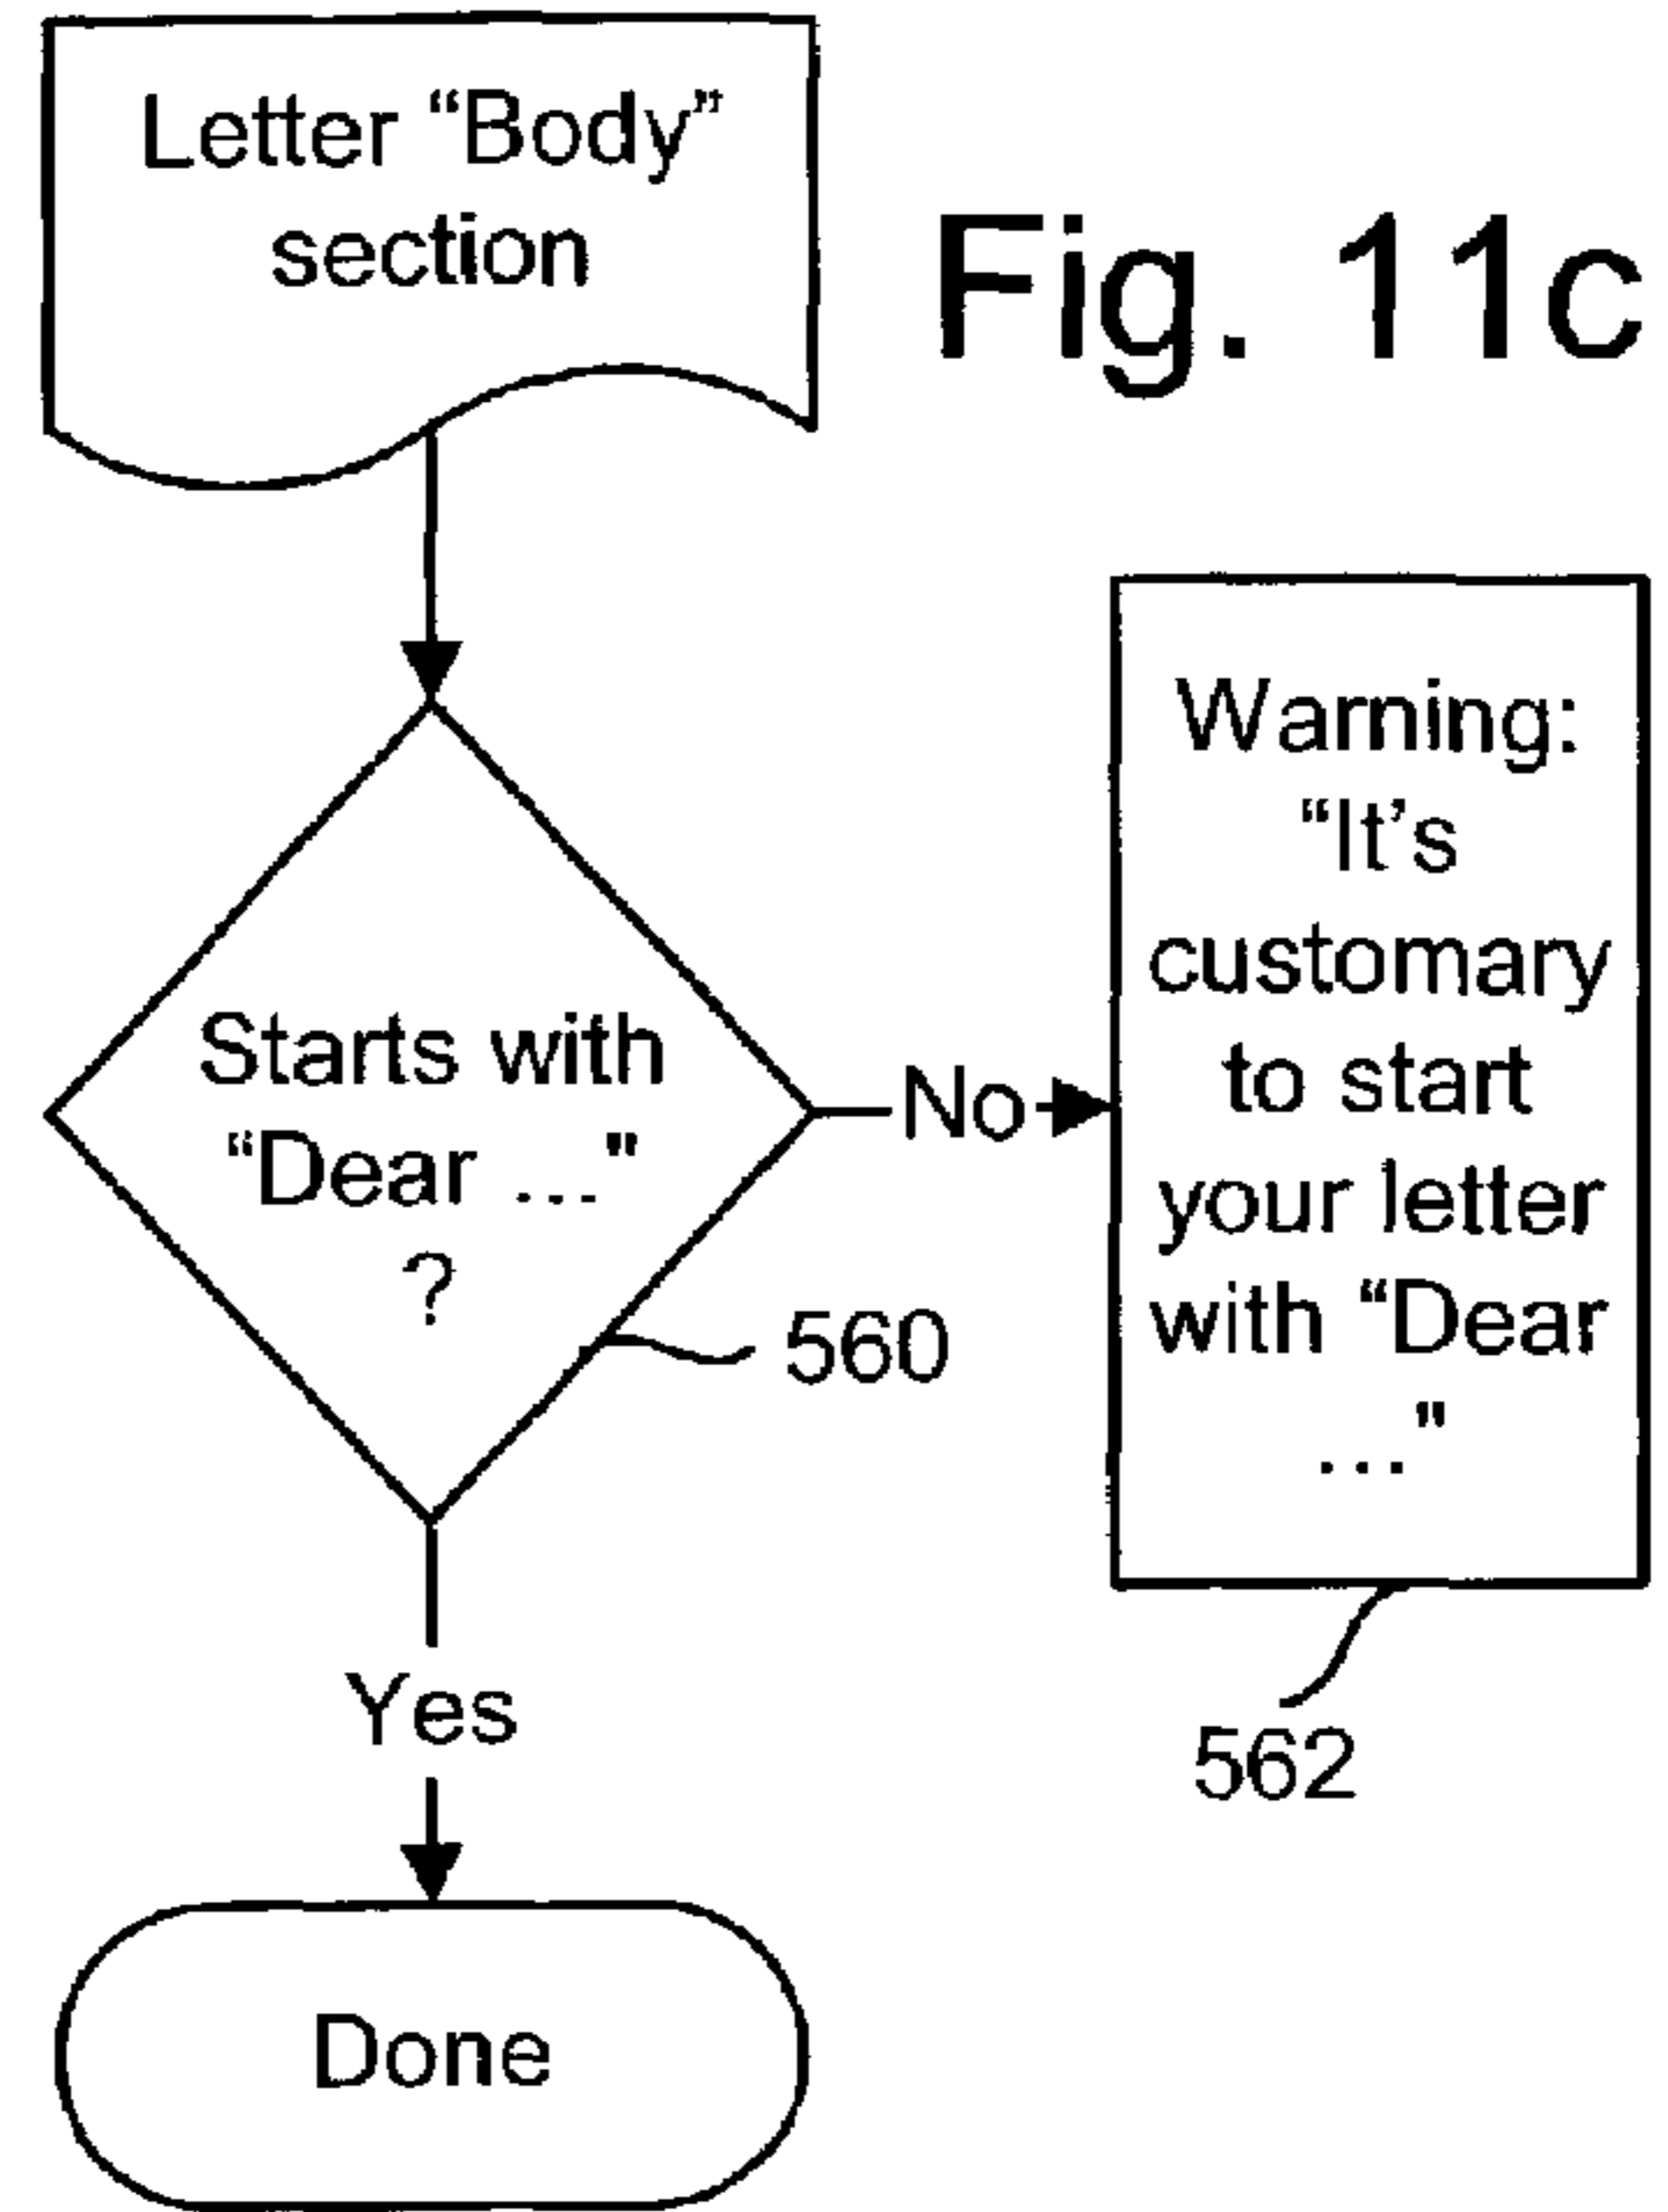 Letter “Body”
section
Fig. 11c
Starts with
“Dear ..."
?
560
No
Warning:
“It’s
customary
to start
your letter
with “Dear
..."
562
Yes
Done